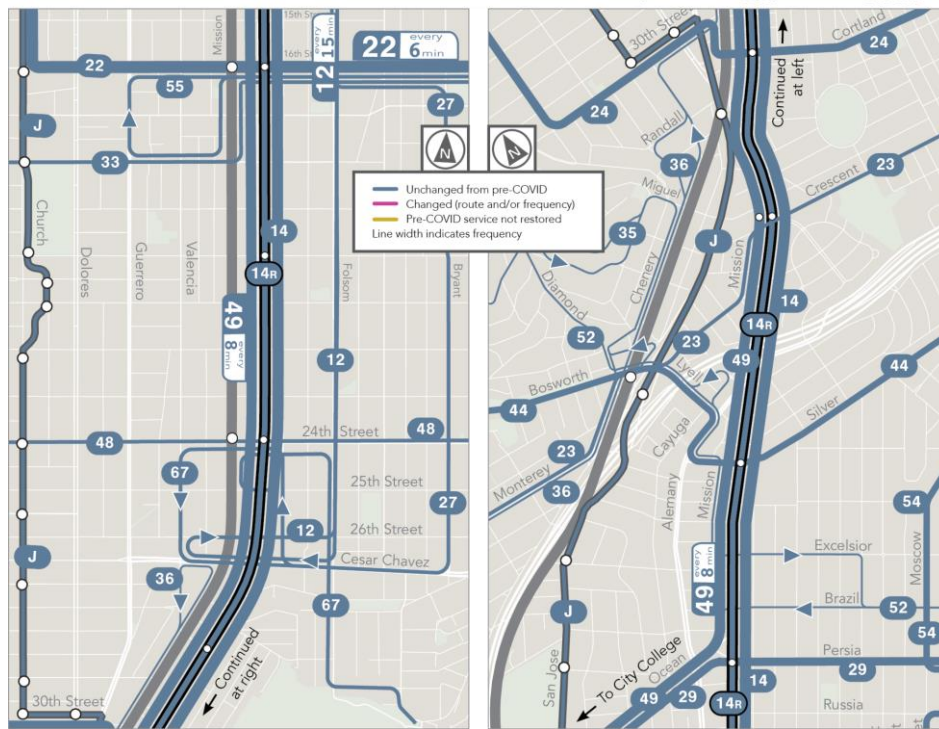 Mission
15th St
16th St
every
15 min
12
22
every
6 min
22
55
27
J
33
14
14R
Church
Dolores
Guerrero
Valencia
Folsom
Bryant
49
every
8 min
12
24th Street
48
48
67
25th Street
27
12
26th Street
Cesar Chavez
J
36
67
Continued
at right
30th Street
N
N
Unchanged from pre-COVID
Changed (route and/or frequency)
Pre-COVID service not restored
Line width indicates frequency
30th Street
Cortland
24
Continued
at left
24
Randall
36
Crescent
23
Miguel
35
J
Mission
Chenery
Diamond
14
14R
52
23
49
Lyell
44
Bosworth
Silver
44
Cayuga
23
Monterey
36
Alemany
Mission
54
Excelsior
Moscow
every
8 min
49
Brazil
52
J
54
Persia
San Jose
To City College
Ocean
29
14
49
29
14R
Russia